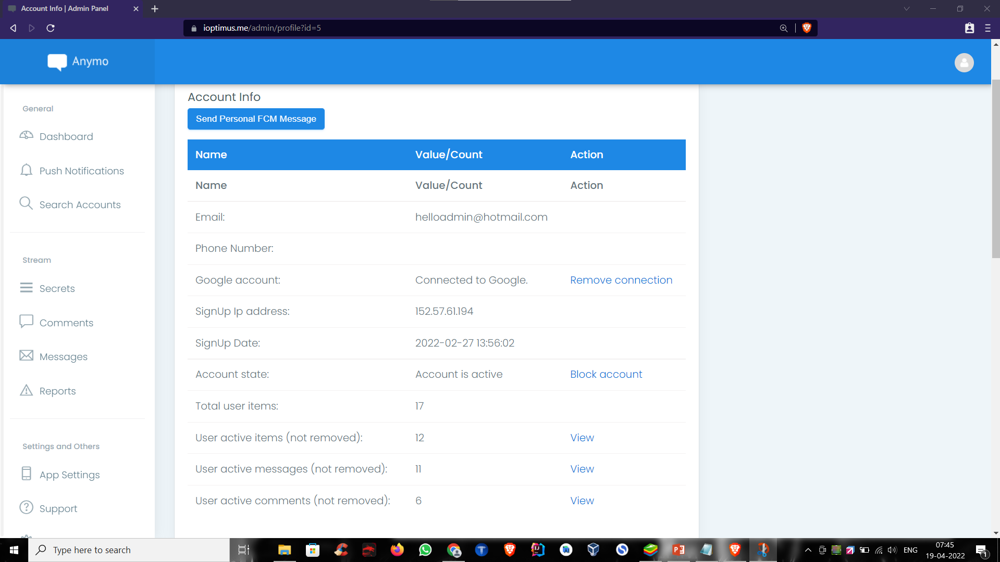 Account Info | Admin Panel
ioptimus.me/admin/profile?id=5
Anymo
General
Dashboard
Push Notifications
Search Accounts
Stream
Secrets
Comments
Messages
Reports
Settings and Others
App Settings
Support
Account Info
Send Personal FCM Message
Name Value/Count Action
Name Value/Count Action
Email: helloadmin@hotmail.com
Phone Number:
Google account: Connected to Google. Remove connection
SignUp Ip address: 152.57.61.194
SignUp Date: 2022-02-27 13:56:02
Account state: Account is active Block account
Total user items: 17
User active items (not removed): 12 View
User active messages (not removed): 11 View
User active comments (not removed): 6 View
Type here to search
ENG
07:45
19-04-2022
1